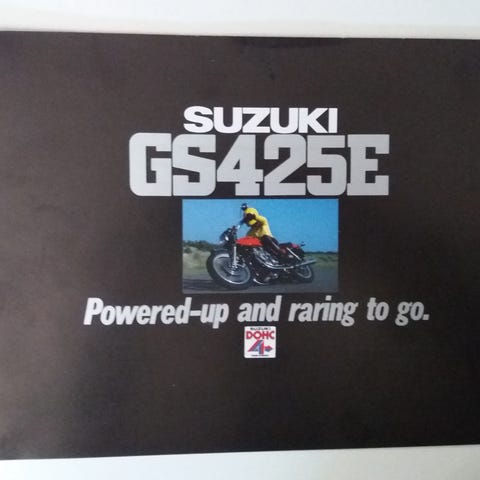 SUZUKI
GS425E
Powered-up and raring to go.
SUZUKI
DOHC
4